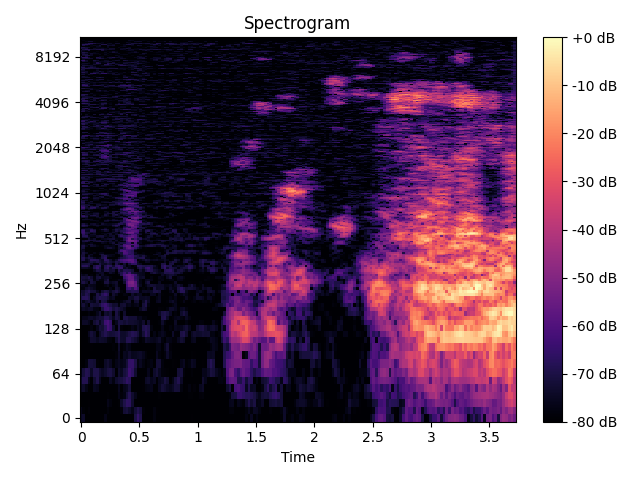 Spectrogram
Hz
8192
4096
2048
1024
512
256
128
64
0
0
0.5
1
1.5
2
2.5
3
3.5
Time
+0 dB
-10 dB
-20 dB
-30 dB
-40 dB
-50 dB
-60 dB
-70 dB
-80 dB